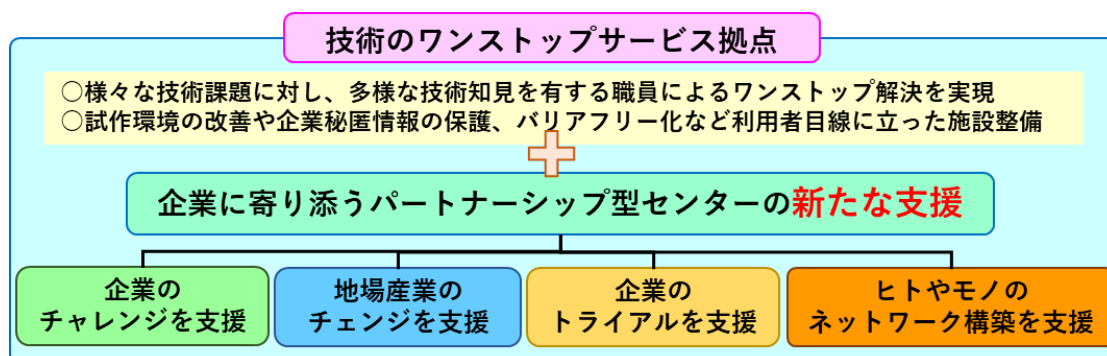 技術のワンストップサービス拠点
○様々な技術課題に対し、多様な技術知見を有する職員によるワンストップ解決を実現
○試作環境の改善や企業秘匿情報の保護、バリアフリー化など利用者目線に立った施設整備
企業に寄り添うパートナーシップ型センターの新たな支援
企業の
チャレンジを支援
地場産業の
チェンジを支援
企業の
トライアルを支援
ヒトやモノの
ネットワーク構築を支援